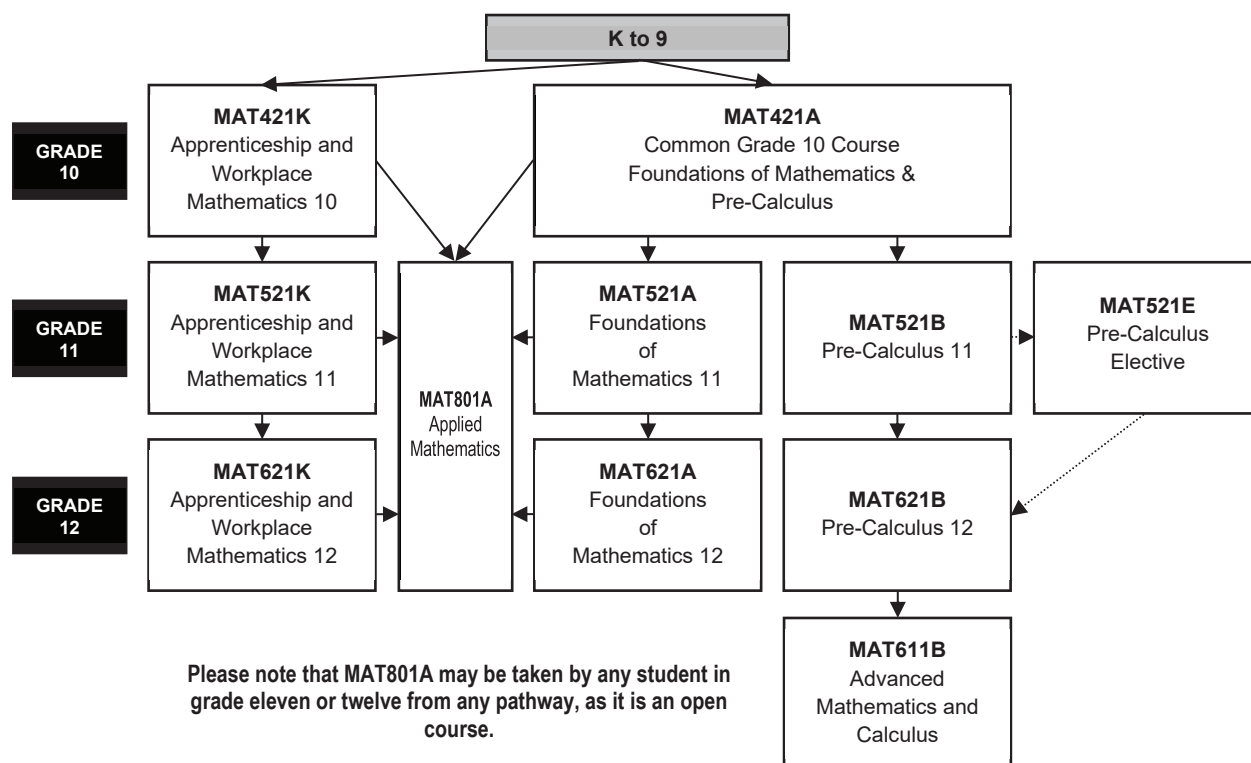 K to 9
GRADE
10
MAT421K
Apprenticeship and
Workplace
Mathematics 10
MAT421A
Common Grade 10 Course
Foundations of Mathematics &
Pre-Calculus
GRADE
11
MAT521K
Apprenticeship and
Workplace
Mathematics 11
MAT801A
Applied
Mathematics
MAT521A
Foundations
of
Mathematics 11
MAT521B
Pre-Calculus 11
MAT521E
Pre-Calculus
Elective
GRADE
12
MAT621K
Apprenticeship and
Workplace
Mathematics 12
MAT621A
Foundations
of
Mathematics 12
MAT621B
Pre-Calculus 12
MAT611B
Advanced
Mathematics and
Calculus
Please note that MAT801A may be taken by any student in
grade eleven or twelve from any pathway, as it is an open
course.